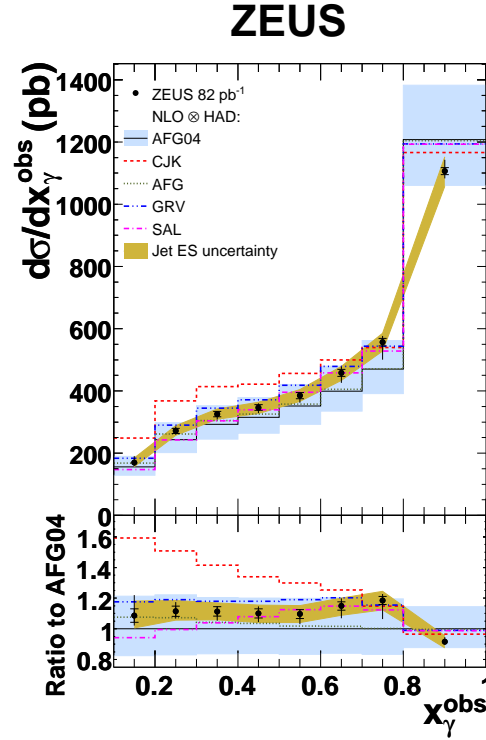 ZEUS
dσ/dx_γ^obs (pb)
1400
1200
1000
800
600
400
200
0
ZEUS 82 pb⁻¹
NLO ⊗ HAD:
AFG04
CJK
AFG
GRV
SAL
Jet ES uncertainty
Ratio to AFG04
1.6
1.4
1.2
1
0.8
0.2 0.4 0.6 0.8 1
x_γ^obs